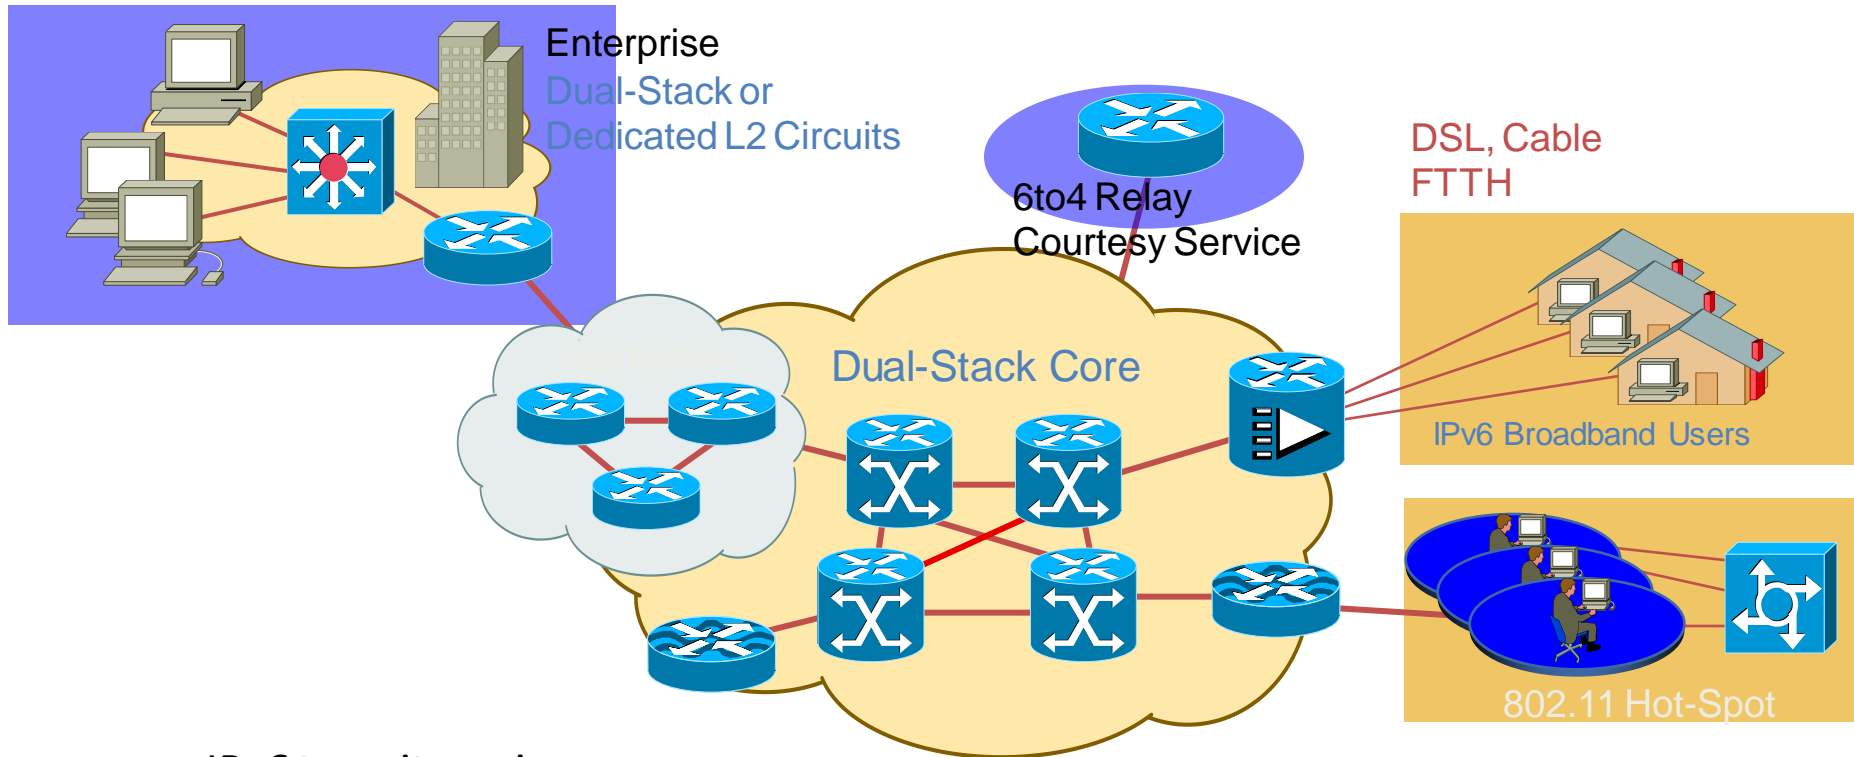 Enterprise
Dual-Stack or
Dedicated L2 Circuits
6to4 Relay
Courtesy Service
DSL, Cable
FTTH
Dual-Stack Core
IPv6 Broadband Users
802.11 Hot-Spot